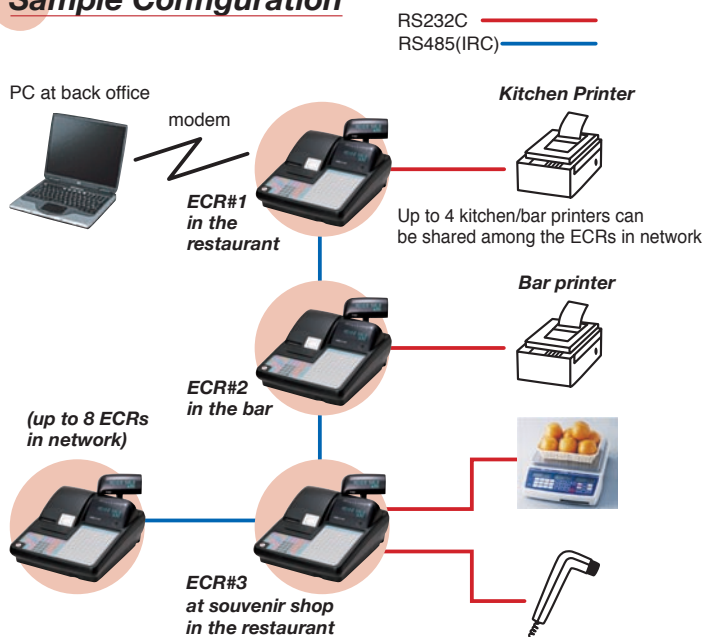 Sample Configuration
RS232C
RS485(IRC)
PC at back office
modem
Kitchen Printer
ECR#1
in the
restaurant
Up to 4 kitchen/bar printers can
be shared among the ECRs in network
Bar printer
ECR#2
in the bar
(up to 8 ECRs
in network)
ECR#3
at souvenir shop
in the restaurant